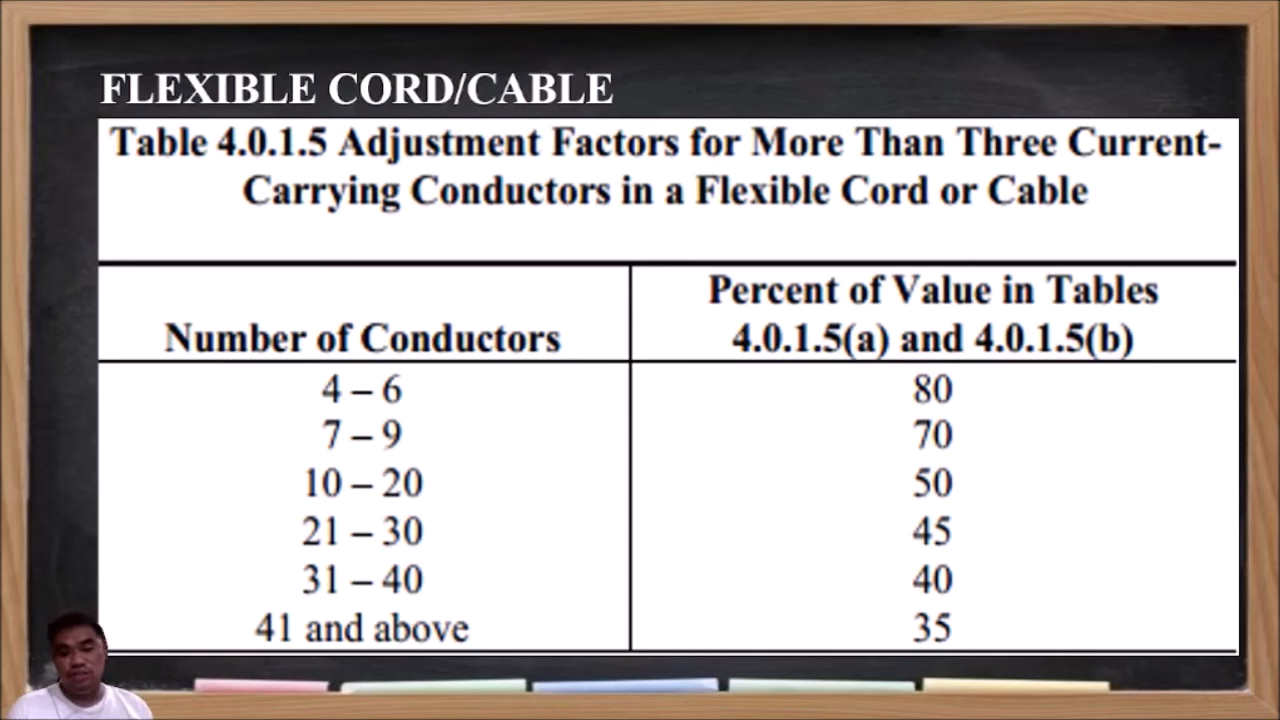 FLEXIBLE CORD/CABLE
Table 4.0.1.5 Adjustment Factors for More Than Three Current-
Carrying Conductors in a Flexible Cord or Cable
Number of Conductors
Percent of Value in Tables
4.0.1.5(a) and 4.0.1.5(b)
4 – 6 80
7 – 9 70
10 – 20 50
21 – 30 45
31 – 40 40
41 and above 35